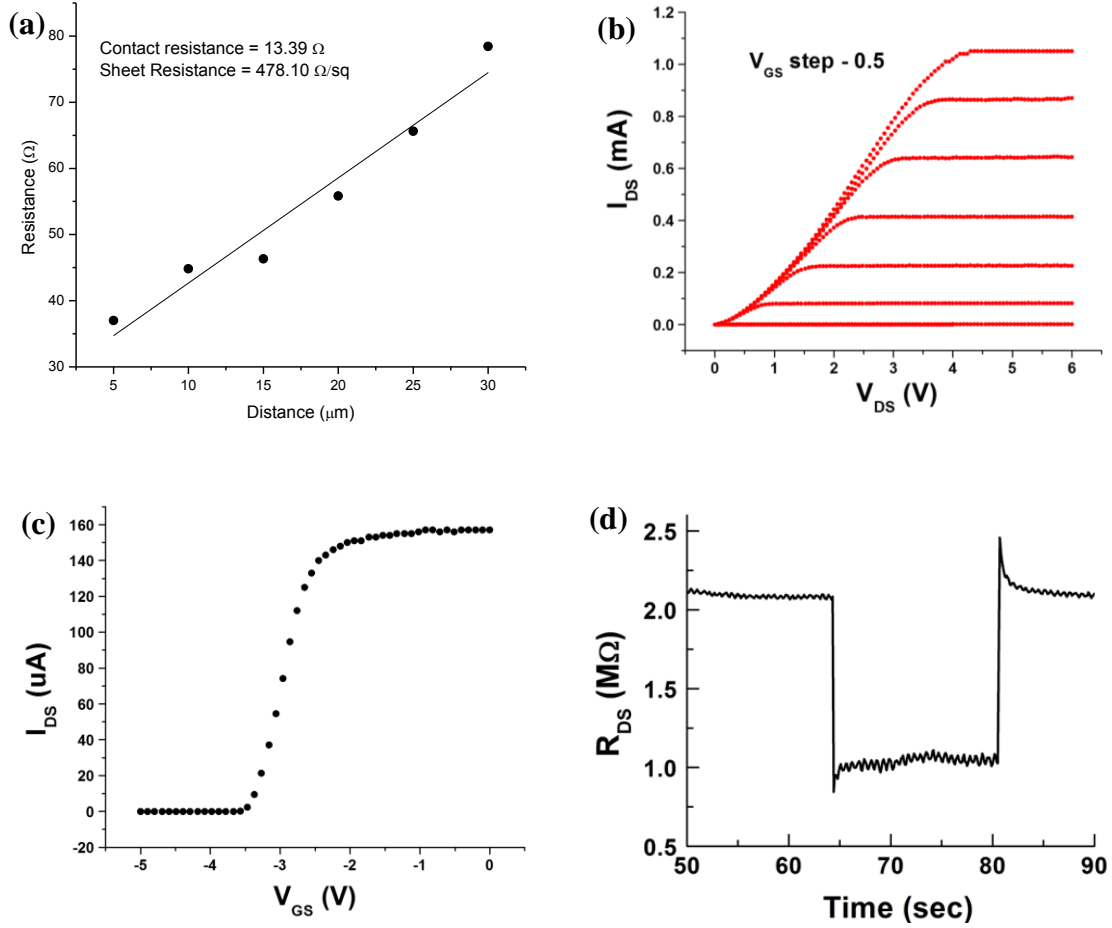 (a)
Contact resistance = 13.39 Ω
Sheet Resistance = 478.10 Ω/sq
80
70
60
50
40
30
Resistance (Ω)
5 10 15 20 25 30
Distance (μm)
(b)
V_GS step - 0.5
1.2
1.0
0.8
0.6
0.4
0.2
0.0
I_DS (mA)
0 1 2 3 4 5 6
V_DS (V)
(c)
160
140
120
100
80
60
40
20
0
-20
I_DS (uA)
-5 -4 -3 -2 -1 0
V_GS (V)
(d)
2.5
2.0
1.5
1.0
0.5
R_DS (MΩ)
50 60 70 80 90
Time (sec)